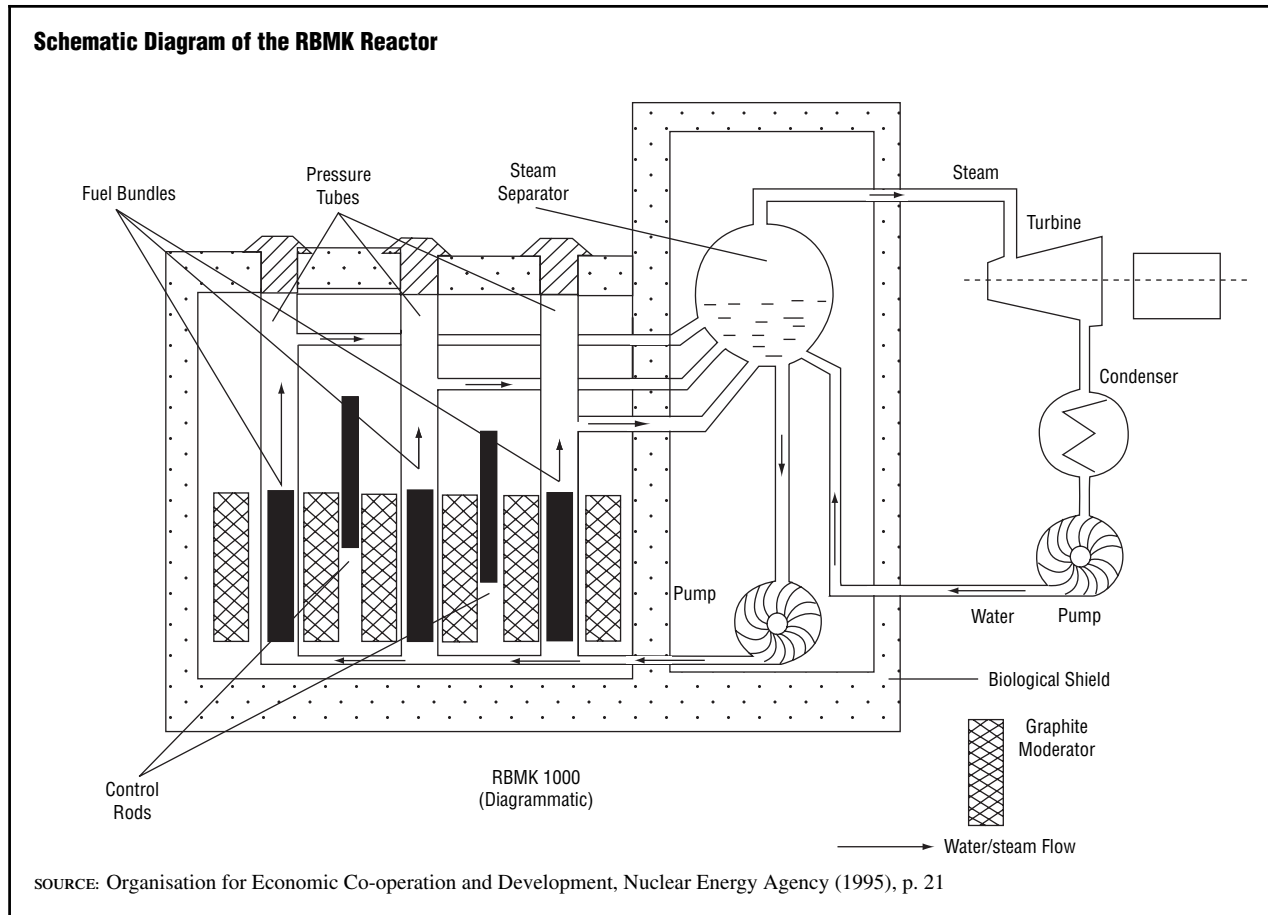 Schematic Diagram of the RBMK Reactor
Fuel Bundles
Pressure
Tubes
Steam
Separator
Steam
Turbine
Condenser
Pump
Water
Pump
Biological Shield
Graphite
Moderator
Control
Rods
RBMK 1000
(Diagrammatic)
Water/steam Flow
SOURCE: Organisation for Economic Co-operation and Development, Nuclear Energy Agency (1995), p. 21